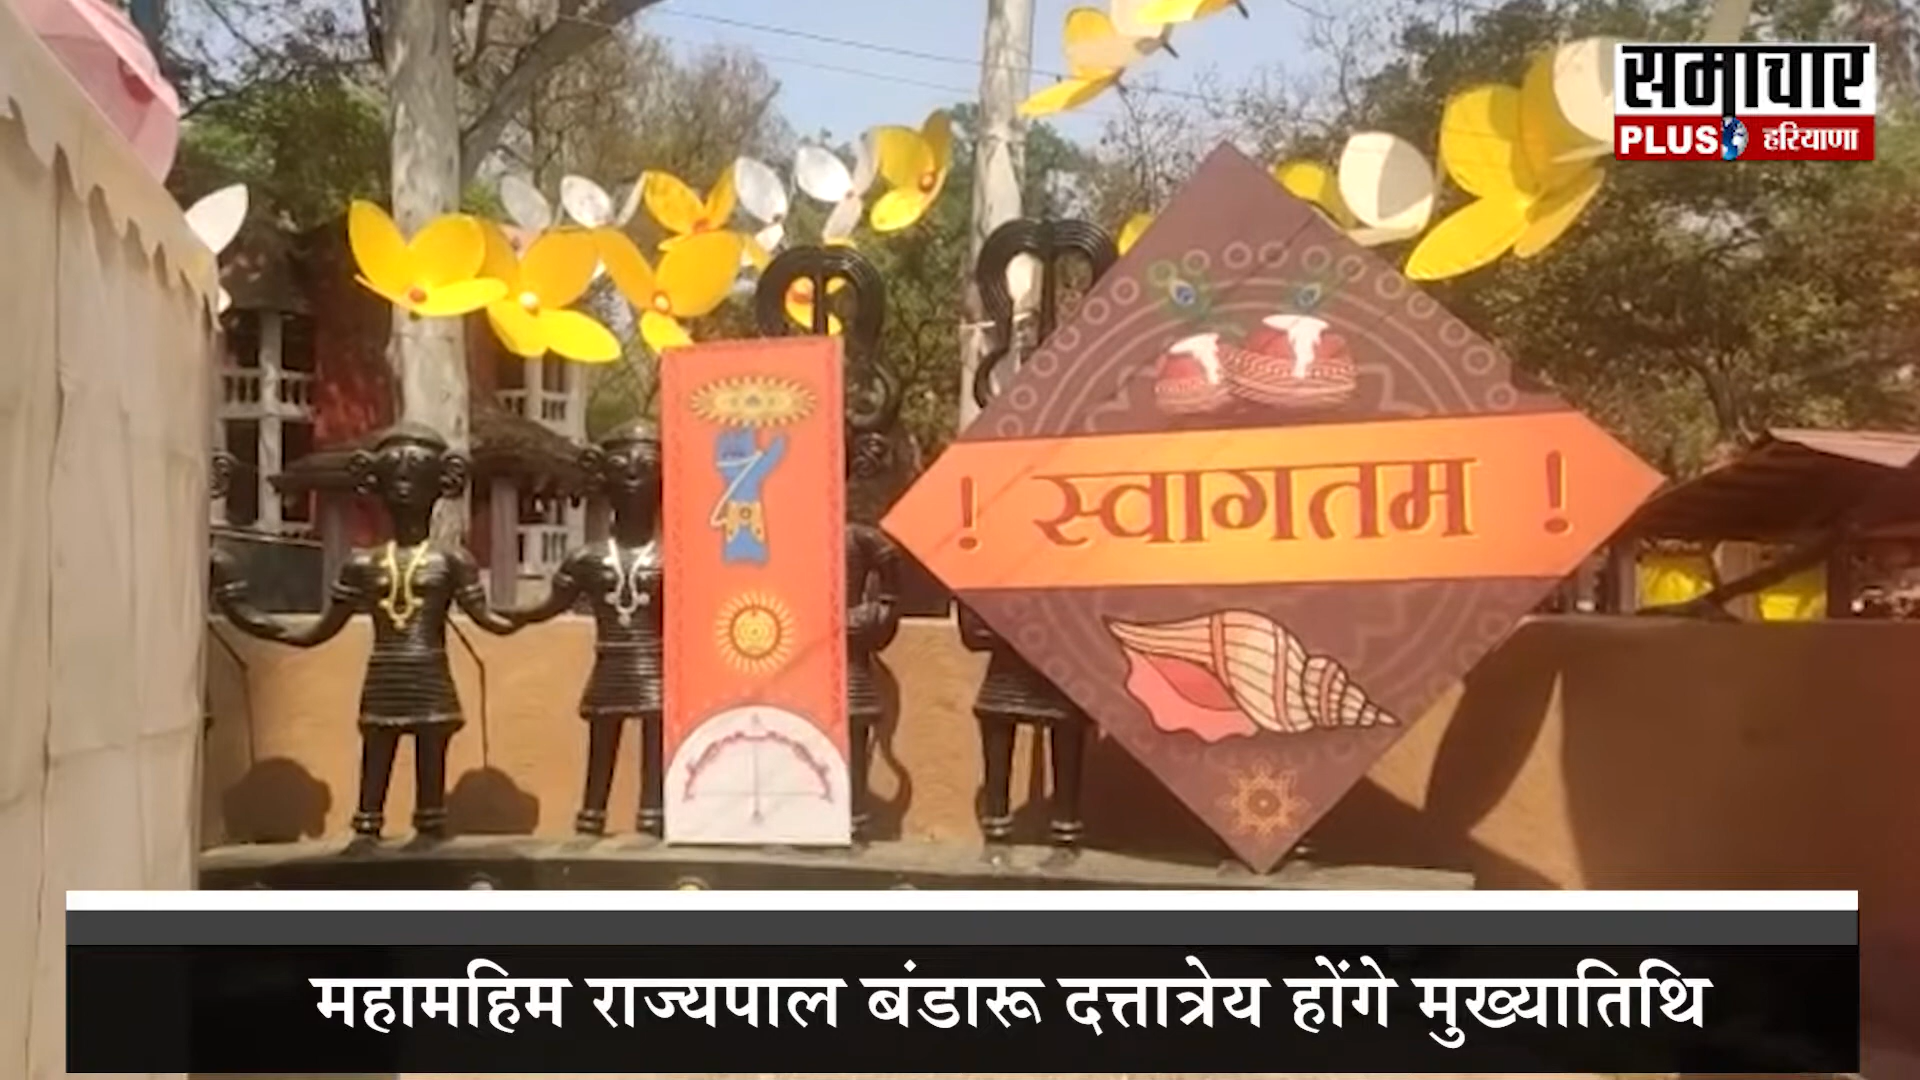 समाचार
PLUS हरियाणा
! स्वागतम !
महामहिम राज्यपाल बंडारू दत्तात्रेय होंगे मुख्यातिथि